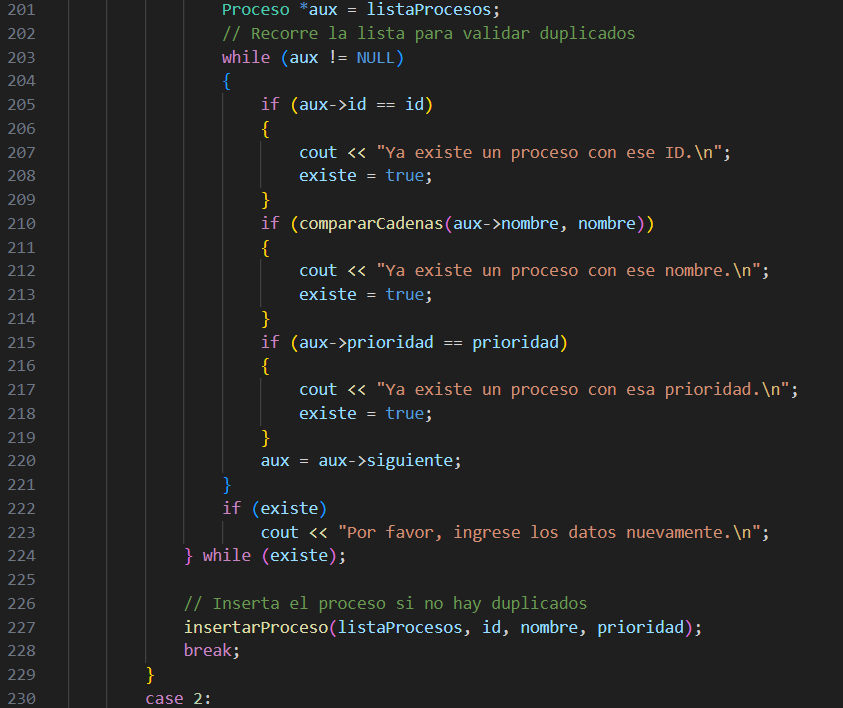 201 Proceso *aux = listaProcesos;
202 // Recorre la lista para validar duplicados
203 while (aux != NULL)
204 {
205 if (aux->id == id)
206 {
207 cout << "Ya existe un proceso con ese ID.\n";
208 existe = true;
209 }
210 if (compararCadenas(aux->nombre, nombre))
211 {
212 cout << "Ya existe un proceso con ese nombre.\n";
213 existe = true;
214 }
215 if (aux->prioridad == prioridad)
216 {
217 cout << "Ya existe un proceso con esa prioridad.\n";
218 existe = true;
219 }
220 aux = aux->siguiente;
221 }
222 if (existe)
223 cout << "Por favor, ingrese los datos nuevamente.\n";
224 } while (existe);
225
226 // Inserta el proceso si no hay duplicados
227 insertarProceso(listaProcesos, id, nombre, prioridad);
228 break;
229 }
230 case 2: